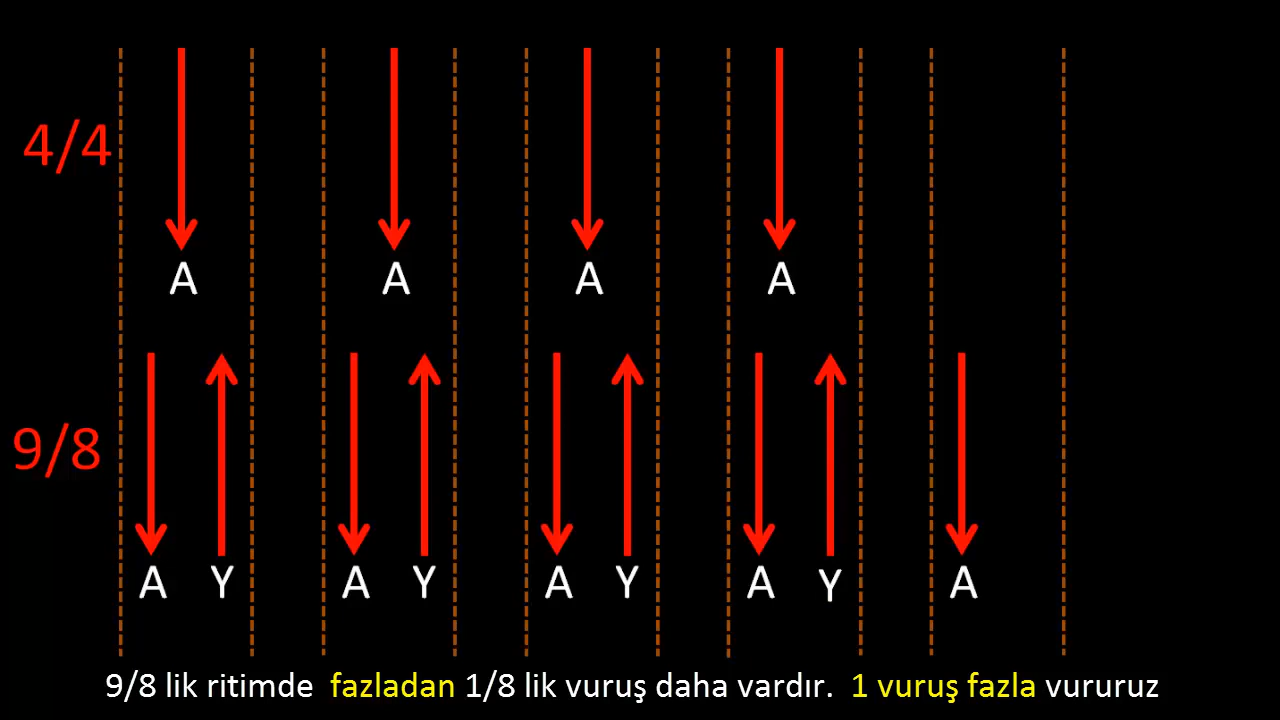 4/4
A A A A
9/8
A Y A Y A Y A Y A
9/8 lik ritimde fazladan 1/8 lik vuruş daha vardır. 1 vuruş fazla vururuz